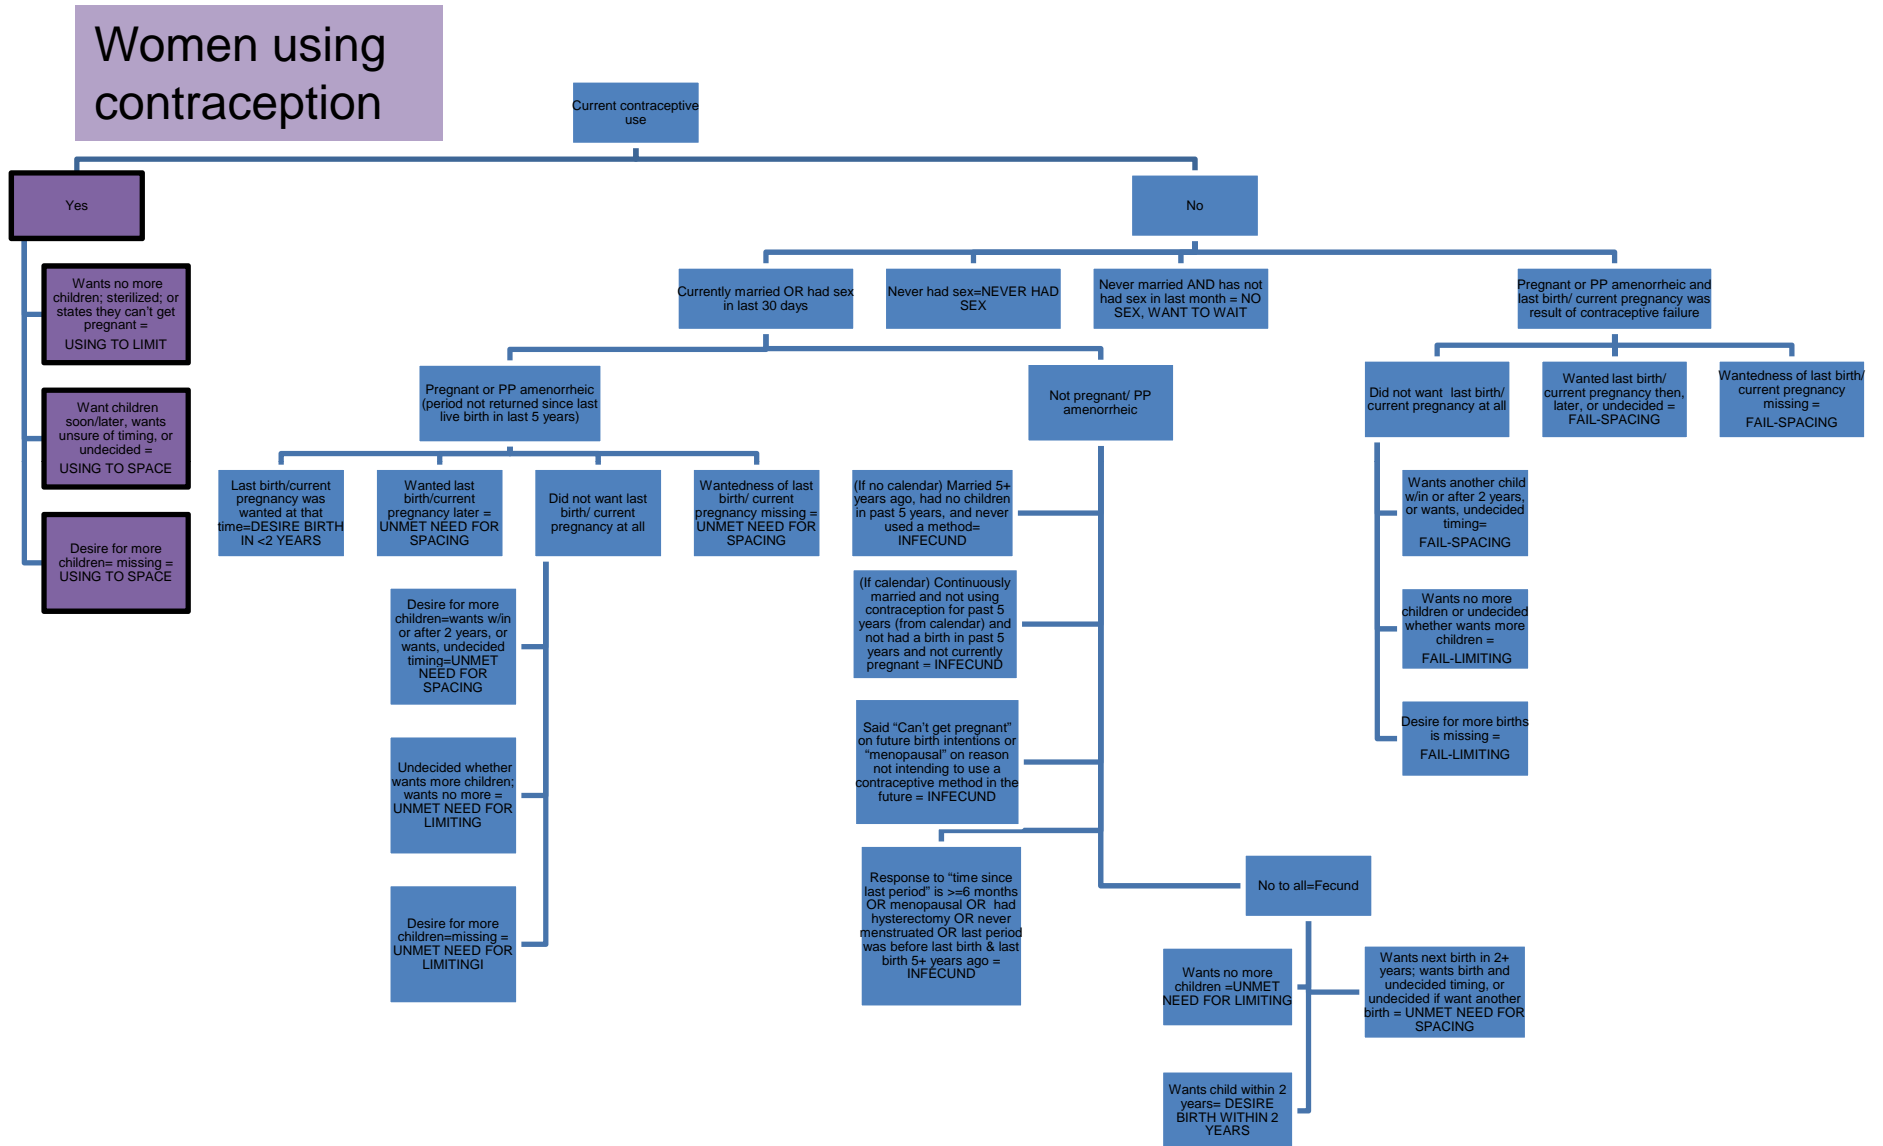 Women using
contraception
Current contraceptive
use
Yes
No
Wants no more
children; sterilized; or
states they can't get
pregnant =
USING TO LIMIT
Want children
soon/later, wants
unsure of timing, or
undecided =
USING TO SPACE
Desire for more
children= missing =
USING TO SPACE
Currently married OR had sex
in last 30 days
Never had sex=NEVER HAD
SEX
Never married AND has not
had sex in last month = NO
SEX, WANT TO WAIT
Pregnant or PP amenorrheic and
last birth/ current pregnancy was
result of contraceptive failure
Pregnant or PP amenorrheic
(period not returned since last
live birth in last 5 years)
Not pregnant/ PP
amenorrheic
Did not want  last birth/
current pregnancy at all
Wanted last birth/
current pregnancy then,
later, or undecided =
FAIL-SPACING
Wantedness of last birth/
current pregnancy
missing =
FAIL-SPACING
Last birth/current
pregnancy was
wanted at that
time=DESIRE BIRTH
IN <2 YEARS
Wanted last
birth/current
pregnancy later =
UNMET NEED FOR
SPACING
Did not want last
birth/ current
pregnancy at all
Wantedness of last
birth/ current
pregnancy missing =
UNMET NEED FOR
SPACING
Desire for more
children=wants w/in
or after 2 years, or
wants, undecided
timing=UNMET
NEED FOR
SPACING
Undecided whether
wants more children;
wants no more =
UNMET NEED FOR
LIMITING
Desire for more
children=missing =
UNMET NEED FOR
LIMITINGI
(If no calendar) Married 5+
years ago, had no children
in past 5 years, and never
used a method=
INFECUND
(If calendar) Continuously
married and not using
contraception for past 5
years (from calendar) and
not had a birth in past 5
years and not currently
pregnant = INFECUND
Said “Can't get pregnant”
on future birth intentions or
“menopausal” on reason
not intending to use a
contraceptive method in the
future = INFECUND
Response to “time since
last period” is >=6 months
OR menopausal OR  had
hysterectomy OR never
menstruated OR last period
was before last birth & last
birth 5+ years ago =
INFECUND
No to all=Fecund
Wants no more
children =UNMET
NEED FOR LIMITING
Wants next birth in 2+
years; wants birth and
undecided timing, or
undecided if want another
birth = UNMET NEED FOR
SPACING
Wants child within 2
years= DESIRE
BIRTH WITHIN 2
YEARS
Wants another child
w/in or after 2 years,
or wants, undecided
timing=
FAIL-SPACING
Wants no more
children or undecided
whether wants more
children =
FAIL-LIMITING
Desire for more births
is missing =
FAIL-LIMITING